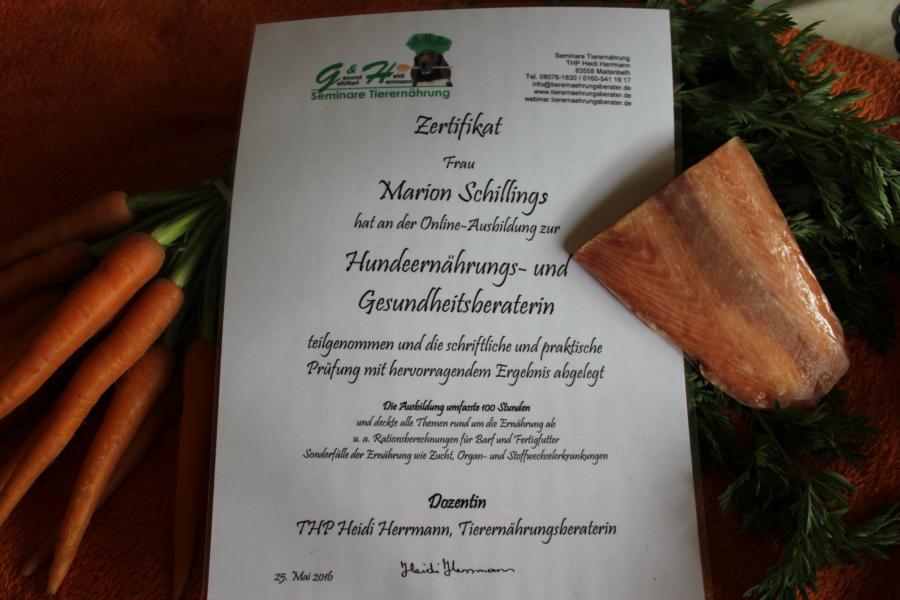 G & H
esund eidi
efüttert errmann
Seminare Tierernährung
Seminare Tierernährung
THP Heidi Herrmann
83558 Maitenbeth
Tel. 08076-1830 / 0160-541 19 17
info@tierernaehrungsberater.de
www.tierernaehrungsberater.de
webinar.tierernaehrungsberater.de
Zertifikat
Frau
Marion Schillings
hat an der Online-Ausbildung zur
Hundeernährungs- und
Gesundheitsberaterin
teilgenommen und die schriftliche und praktische
Prüfung mit hervorragendem Ergebnis abgelegt
Die Ausbildung umfasste 100 Stunden
und deckte alle Themen rund um die Ernährung ab
u. a. Rationsberechnungen für Barf und Fertigfutter
Sonderfälle der Ernährung wie Zucht, Organ- und Stoffwechselerkrankungen
Dozentin
THP Heidi Herrmann, Tierernährungsberaterin
Heidi Herrmann
25. Mai 2016